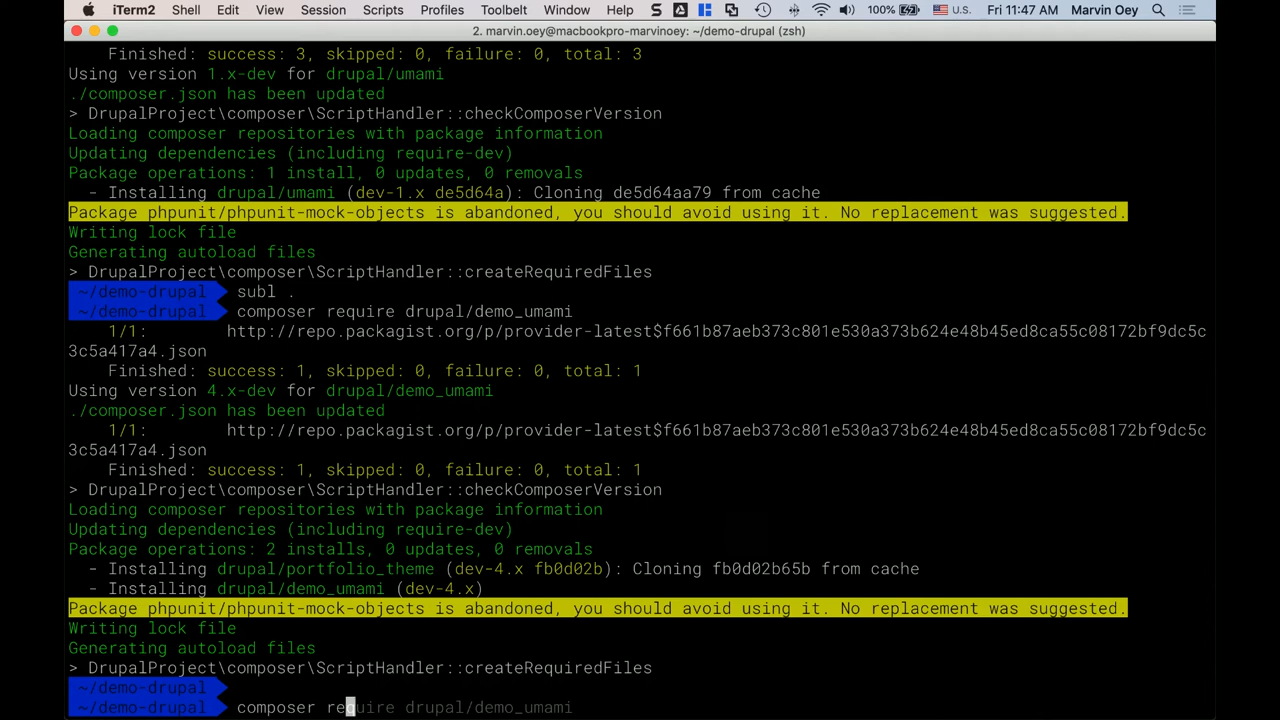 iTerm2 Shell Edit View Session Scripts Profiles Toolbelt Window Help S 100% U.S. Fri 11:47 AM Marvin Oey
2. marvin.oey@macbookpro-marvinoey: ~/demo-drupal (zsh)
Finished: success: 3, skipped: 0, failure: 0, total: 3
Using version 1.x-dev for drupal/umami
./composer.json has been updated
> DrupalProject\composer\ScriptHandler::checkComposerVersion
Loading composer repositories with package information
Updating dependencies (including require-dev)
Package operations: 1 install, 0 updates, 0 removals
- Installing drupal/umami (dev-1.x de5d64a): Cloning de5d64aa79 from cache
Package phpunit/phpunit-mock-objects is abandoned, you should avoid using it. No replacement was suggested.
Writing lock file
Generating autoload files
> DrupalProject\composer\ScriptHandler::createRequiredFiles
~/demo-drupal subl .
~/demo-drupal composer require drupal/demo_umami
1/1: http://repo.packagist.org/p/provider-latest$f661b87aeb373c801e530a373b624e48b45ed8ca55c08172bf9dc5c
3c5a417a4.json
Finished: success: 1, skipped: 0, failure: 0, total: 1
Using version 4.x-dev for drupal/demo_umami
./composer.json has been updated
1/1: http://repo.packagist.org/p/provider-latest$f661b87aeb373c801e530a373b624e48b45ed8ca55c08172bf9dc5c
3c5a417a4.json
Finished: success: 1, skipped: 0, failure: 0, total: 1
> DrupalProject\composer\ScriptHandler::checkComposerVersion
Loading composer repositories with package information
Updating dependencies (including require-dev)
Package operations: 2 installs, 0 updates, 0 removals
- Installing drupal/portfolio_theme (dev-4.x fb0d02b): Cloning fb0d02b65b from cache
- Installing drupal/demo_umami (dev-4.x)
Package phpunit/phpunit-mock-objects is abandoned, you should avoid using it. No replacement was suggested.
Writing lock file
Generating autoload files
> DrupalProject\composer\ScriptHandler::createRequiredFiles
~/demo-drupal
~/demo-drupal composer require drupal/demo_umami